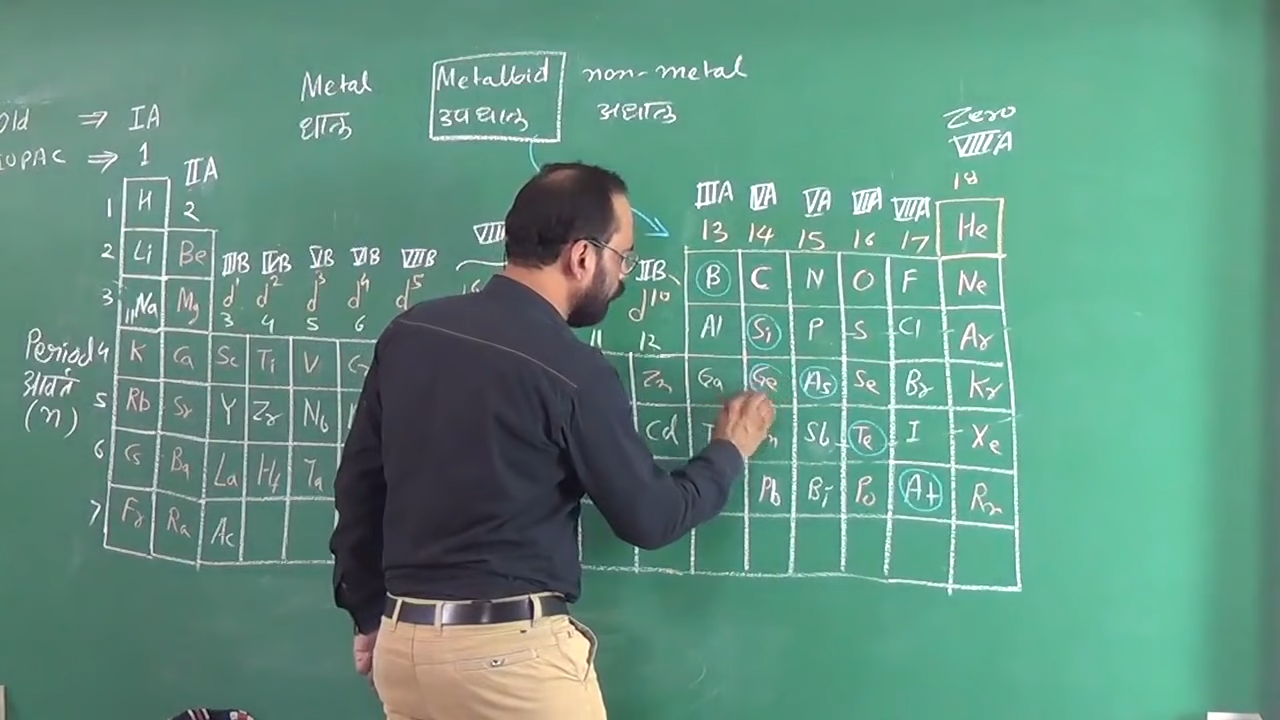 Metal Metalloid non-metal
धातु उपधातु अधातु
Old ⇒ IA Zero
IUPAC ⇒ 1 IIA VIIIA
18
1 H 2 IIIA VA VIA VIIA He
2 Li Be IIIB IVB VB VIB VIIB VIII IIB 13 14 15 16 17
d¹ d² d³ d⁴ d⁵ d¹⁰ B C N O F Ne
3 Na Mg 3 4 5 6 11 12 Al Si P S Cl Ar
Period 4 K Ca Sc Ti V Zn Ga Ge As Se Br Kr
आवर्त
(n) 5 Rb Sr Y Zr Nb Cd Sb Te I Xe
6 Cs Ba La Hf Ta Pb Bi Po At Rn
7 Fr Ra Ac